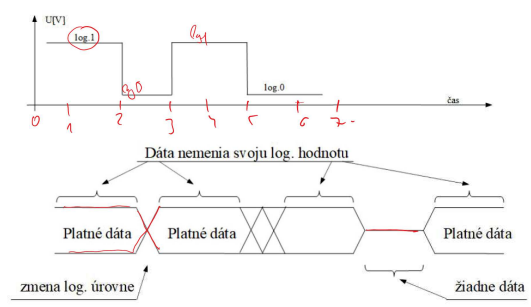 U[V]
log.1
log 1
log 0
log.0
čas
0 1 2 3 4 5 6 7
Dáta nemenia svoju log. hodnotu
Platné dáta Platné dáta Platné dáta
zmena log. úrovne žiadne dáta